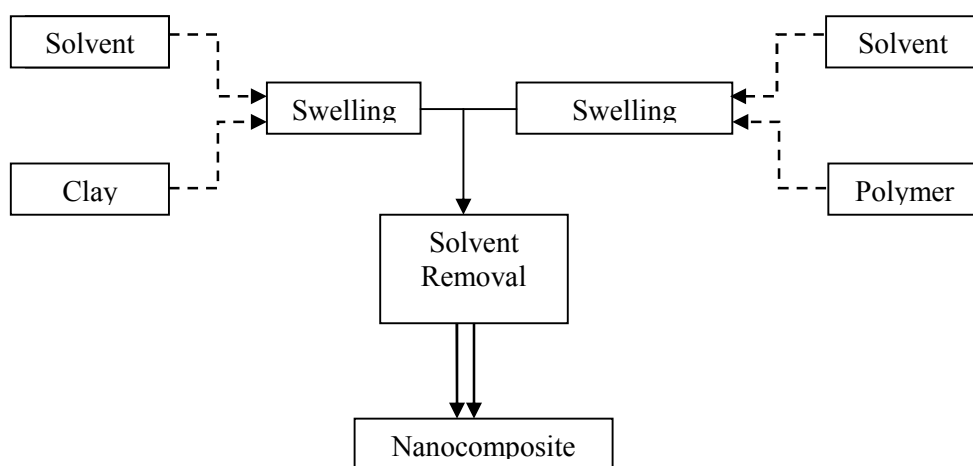 Solvent
Solvent
Swelling
Swelling
Clay
Polymer
Solvent
Removal
Nanocomposite